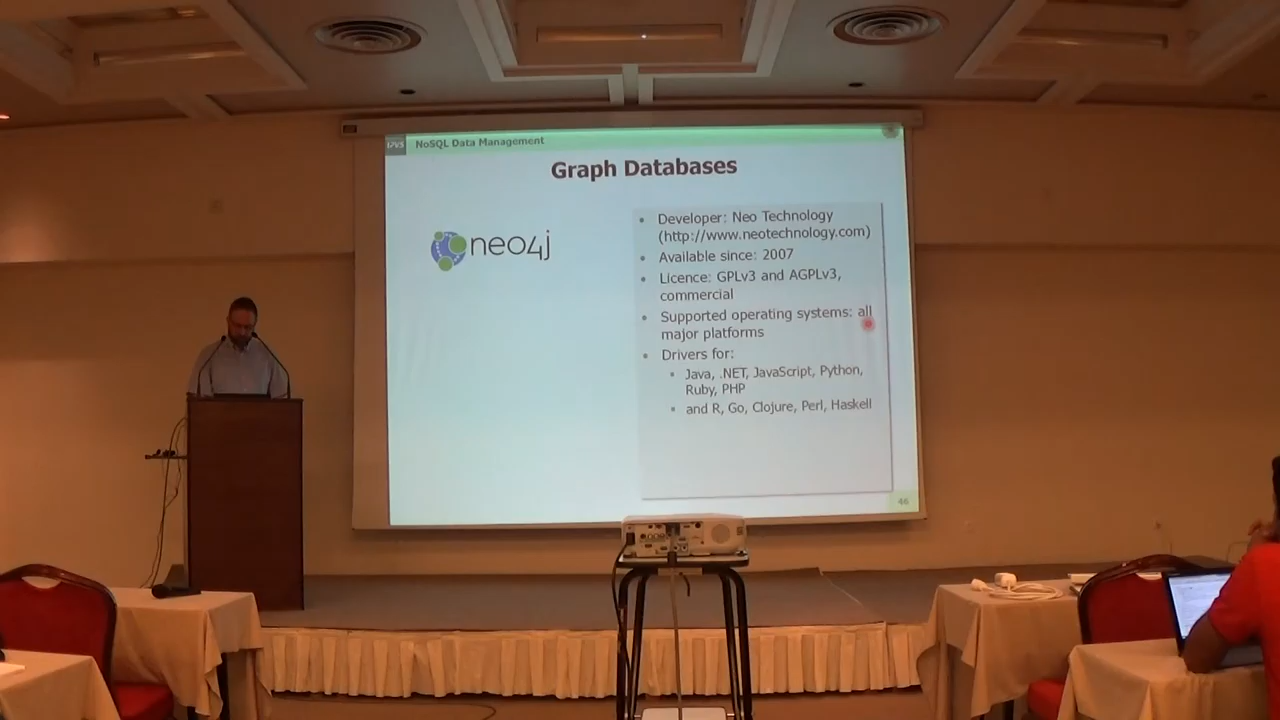 NoSQL Data Management
Graph Databases
neo4j
Developer: Neo Technology
(http://www.neotechnology.com)
Available since: 2007
Licence: GPLv3 and AGPLv3,
commercial
Supported operating systems: all
major platforms
Drivers for:
Java, .NET, JavaScript, Python,
Ruby, PHP
and R, Go, Clojure, Perl, Haskell
46